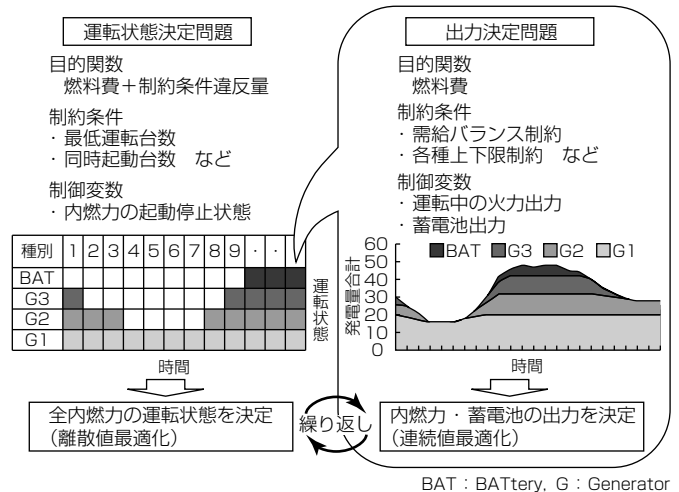 運転状態決定問題
目的関数
燃料費＋制約条件違反量
制約条件
・最低運転台数
・同時起動台数　など
制御変数
・内燃力の起動停止状態
種別 1 2 3 4 5 6 7 8 9 ・ ・ ・
BAT
G3
G2
G1
運転状態
時間
全内燃力の運転状態を決定
（離散値最適化）
繰り返し
出力決定問題
目的関数
燃料費
制約条件
・需給バランス制約
・各種上下限制約　など
制御変数
・運転中の火力出力
・蓄電池出力
発電量合計
60
50
40
30
20
10
0
BAT G3 G2 G1
時間
内燃力・蓄電池の出力を決定
（連続値最適化）
BAT：BATtery, G：Generator